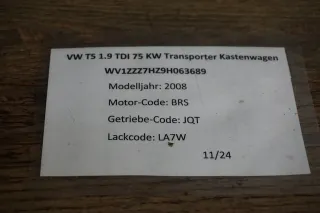 VW T5 1.9 TDI 75 KW Transporter Kastenwagen
WV1ZZZ7HZ9H063689
Modelljahr: 2008
Motor-Code: BRS
Getriebe-Code: JQT
Lackcode: LA7W
11/24